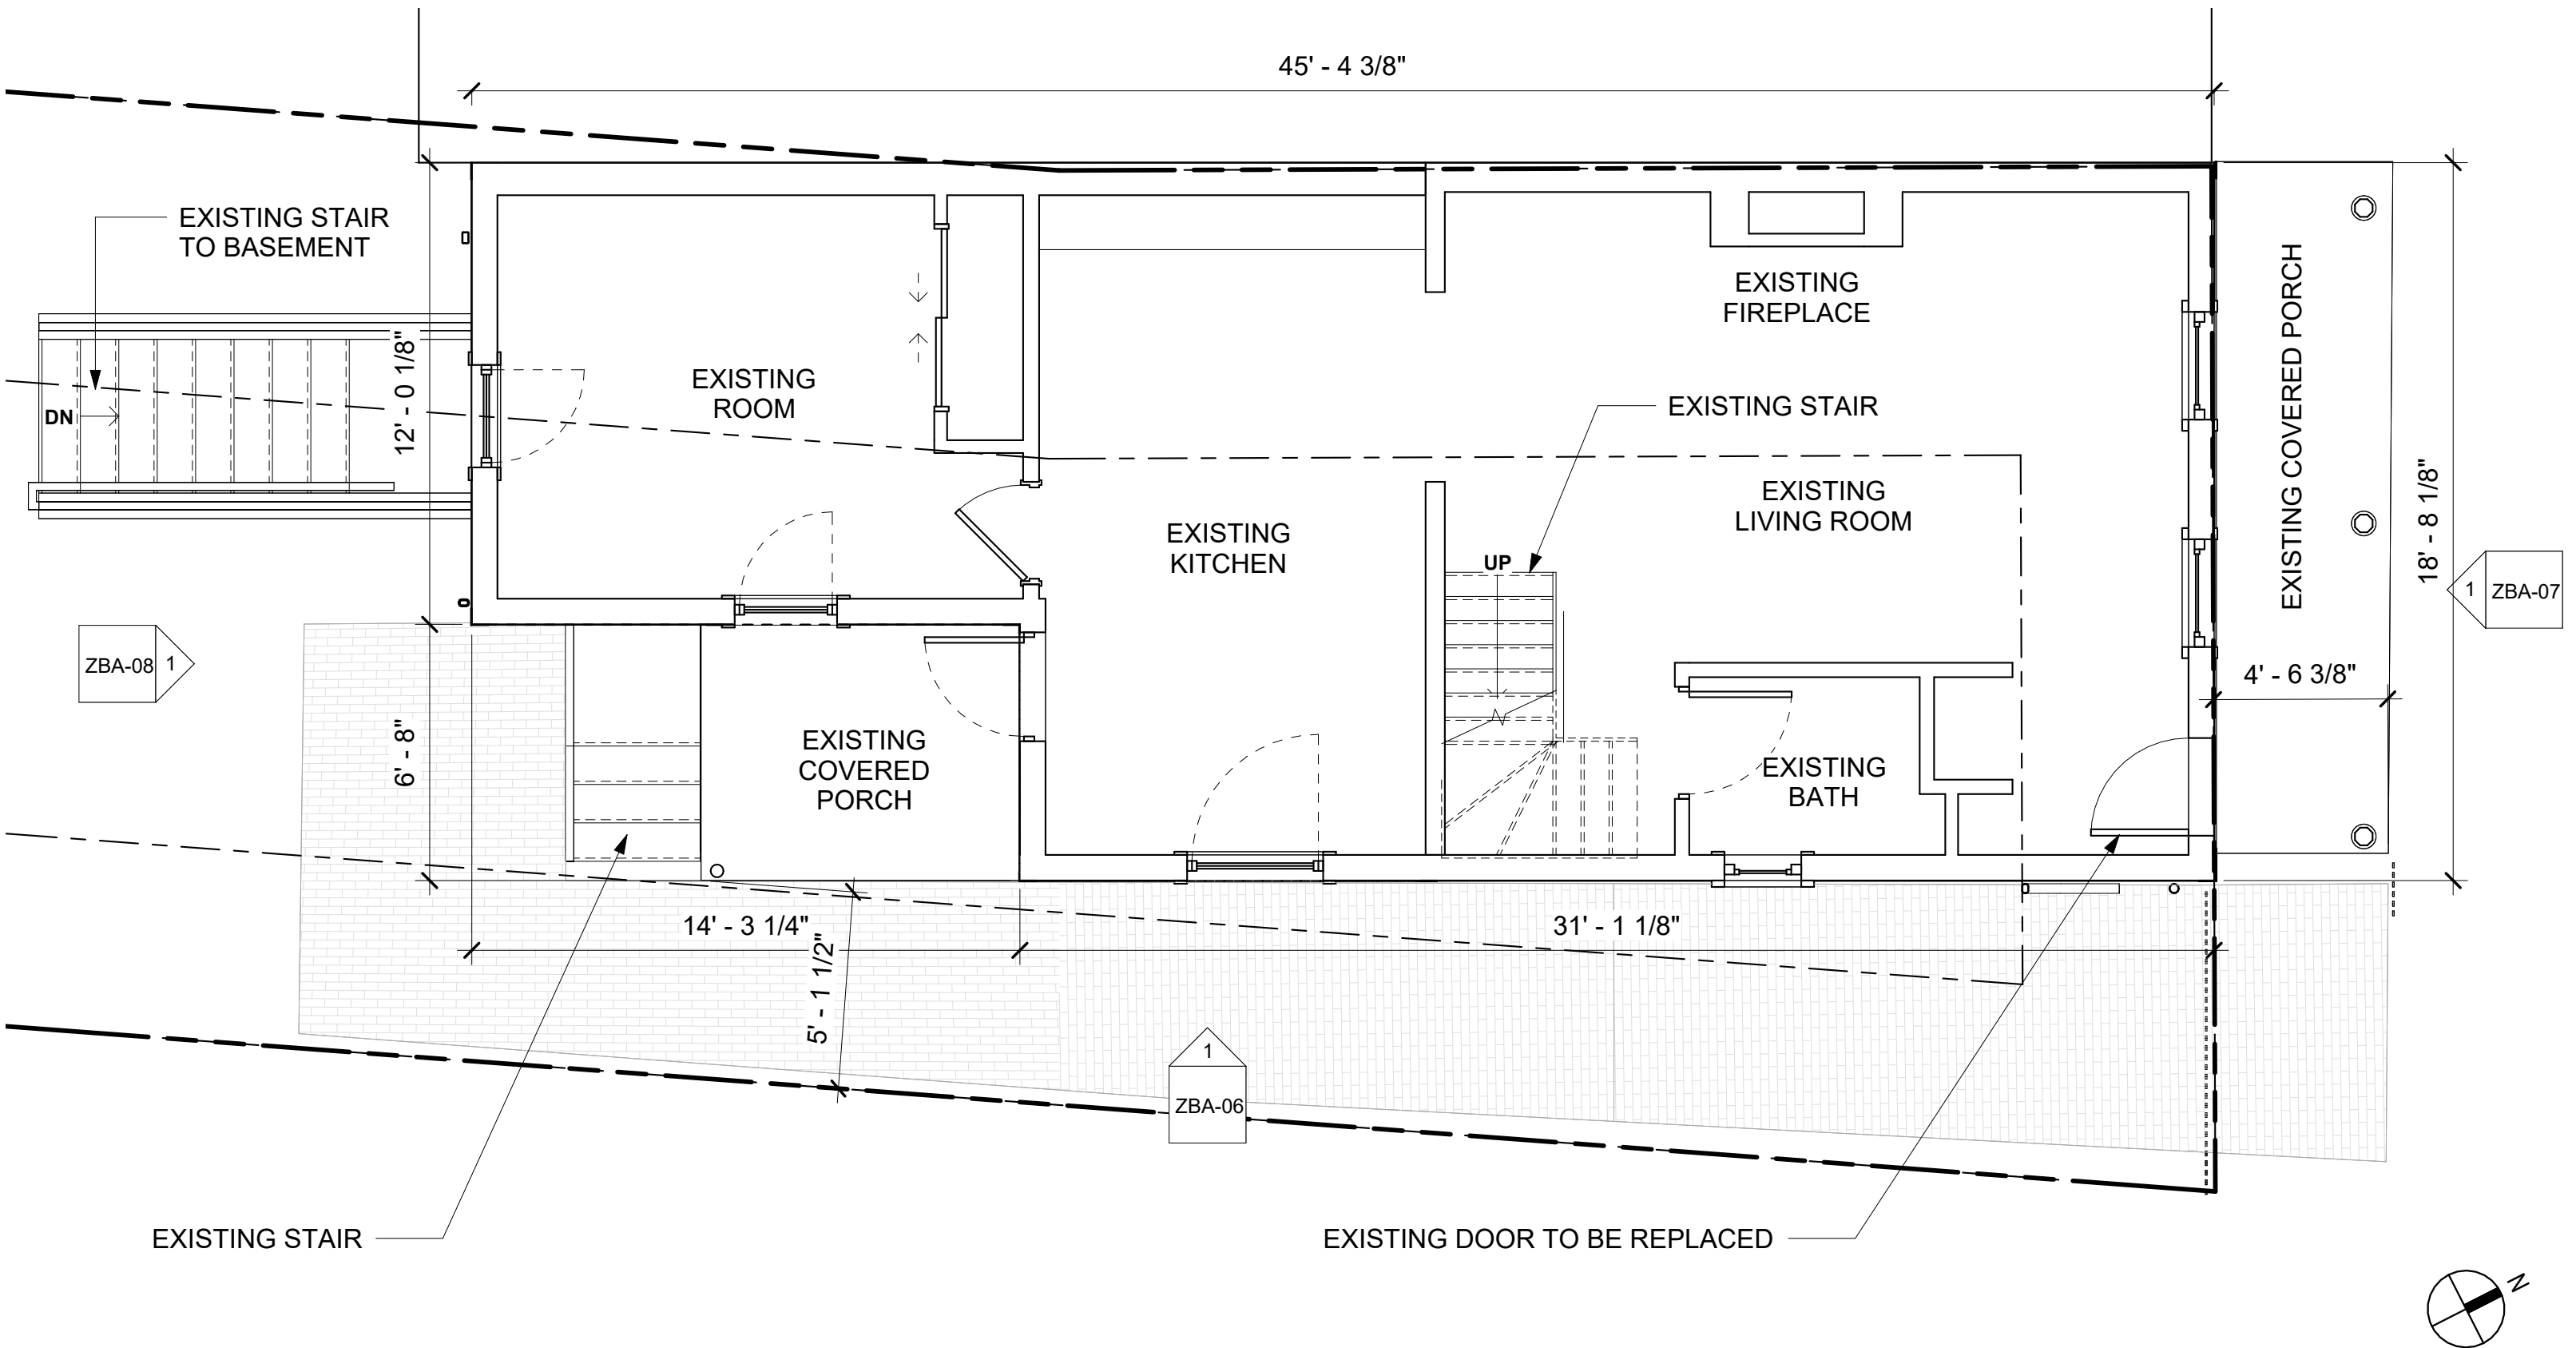 45' - 4 3/8"
EXISTING STAIR
TO BASEMENT
DN
12' - 0 1/8"
EXISTING
ROOM
EXISTING
FIREPLACE
EXISTING STAIR
EXISTING COVERED PORCH
18' - 8 1/8"
EXISTING
KITCHEN
EXISTING
LIVING ROOM
UP
1
ZBA-07
ZBA-08
1
6' - 8"
EXISTING
COVERED
PORCH
EXISTING
BATH
4' - 6 3/8"
14' - 3 1/4"
31' - 1 1/8"
5' - 1 1/2"
1
ZBA-06
EXISTING STAIR
EXISTING DOOR TO BE REPLACED
N